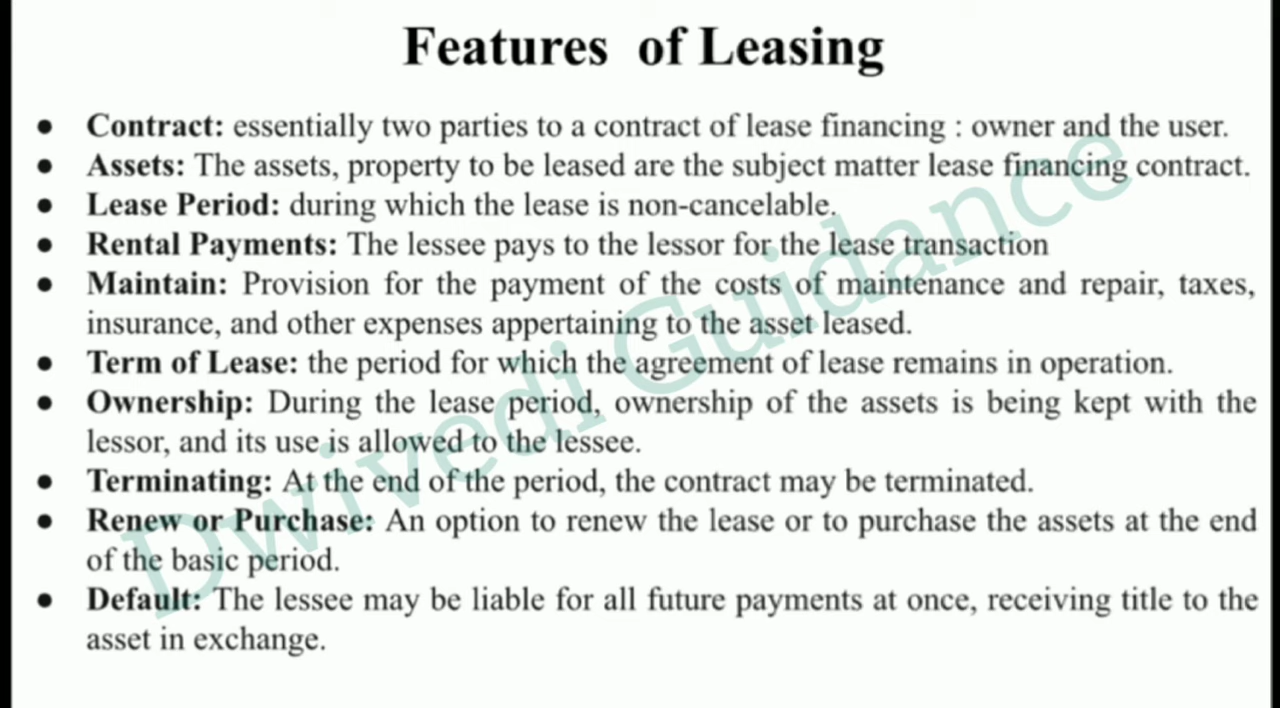 Features of Leasing
● Contract: essentially two parties to a contract of lease financing : owner and the user.
● Assets: The assets, property to be leased are the subject matter lease financing contract.
● Lease Period: during which the lease is non-cancelable.
● Rental Payments: The lessee pays to the lessor for the lease transaction
● Maintain: Provision for the payment of the costs of maintenance and repair, taxes,
insurance, and other expenses appertaining to the asset leased.
● Term of Lease: the period for which the agreement of lease remains in operation.
● Ownership: During the lease period, ownership of the assets is being kept with the
lessor, and its use is allowed to the lessee.
● Terminating: At the end of the period, the contract may be terminated.
● Renew or Purchase: An option to renew the lease or to purchase the assets at the end
of the basic period.
● Default: The lessee may be liable for all future payments at once, receiving title to the
asset in exchange.
Dwivedi Guidance